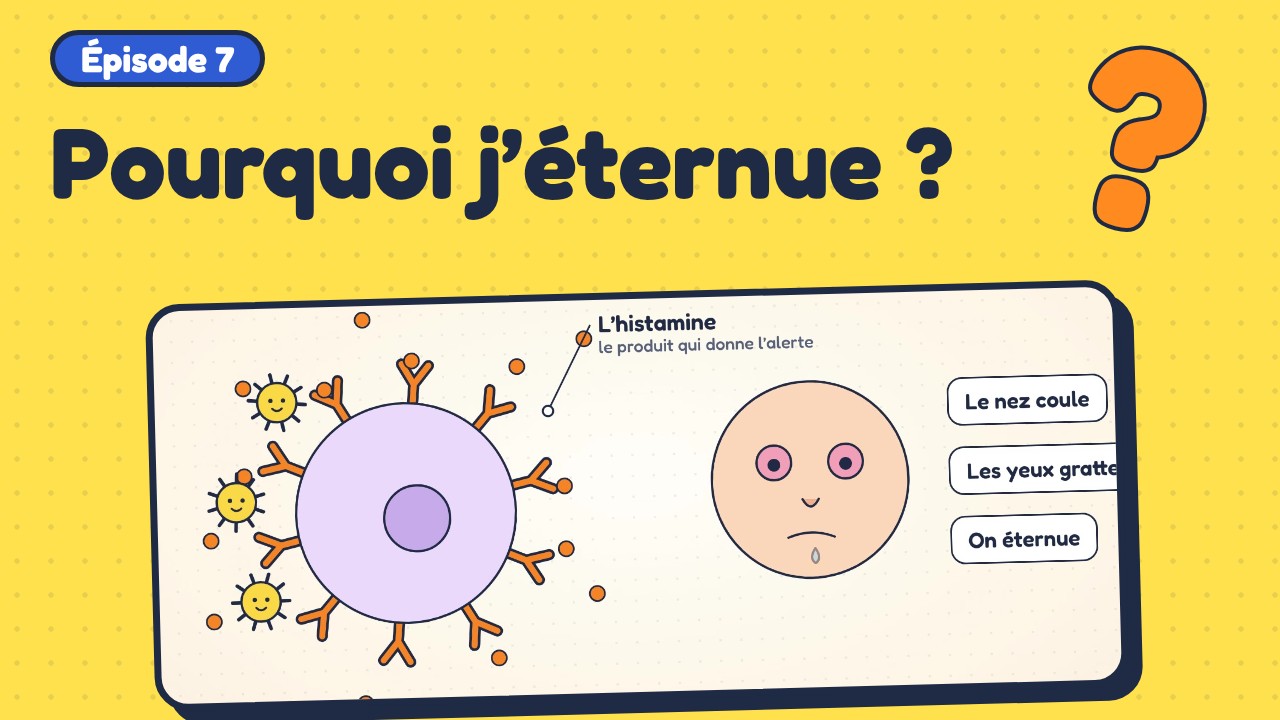 Épisode 7
Pourquoi j’éternue ?
?
L’histamine
le produit qui donne l’alerte
Le nez coule
Les yeux gratte
On éternue